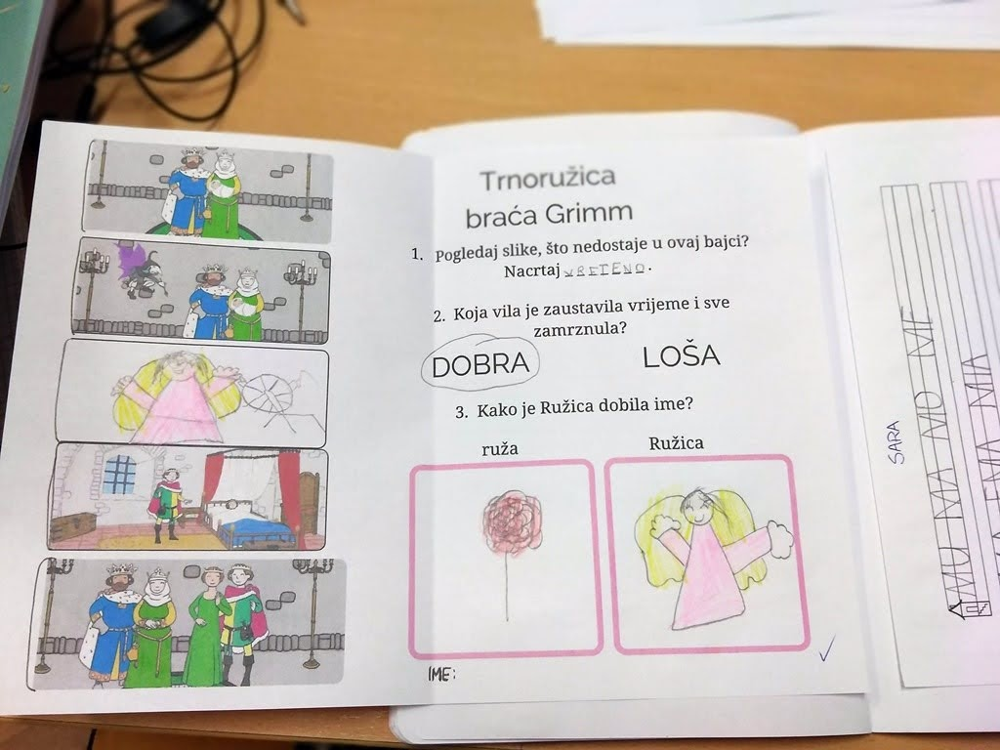 Trnoružica
braća Grimm
1. Pogledaj slike, što nedostaje u ovaj bajci?
Nacrtaj VRETENO.
2. Koja vila je zaustavila vrijeme i sve
zamrznula?
DOBRA LOŠA
3. Kako je Ružica dobila ime?
ruža Ružica
IME:
SARA